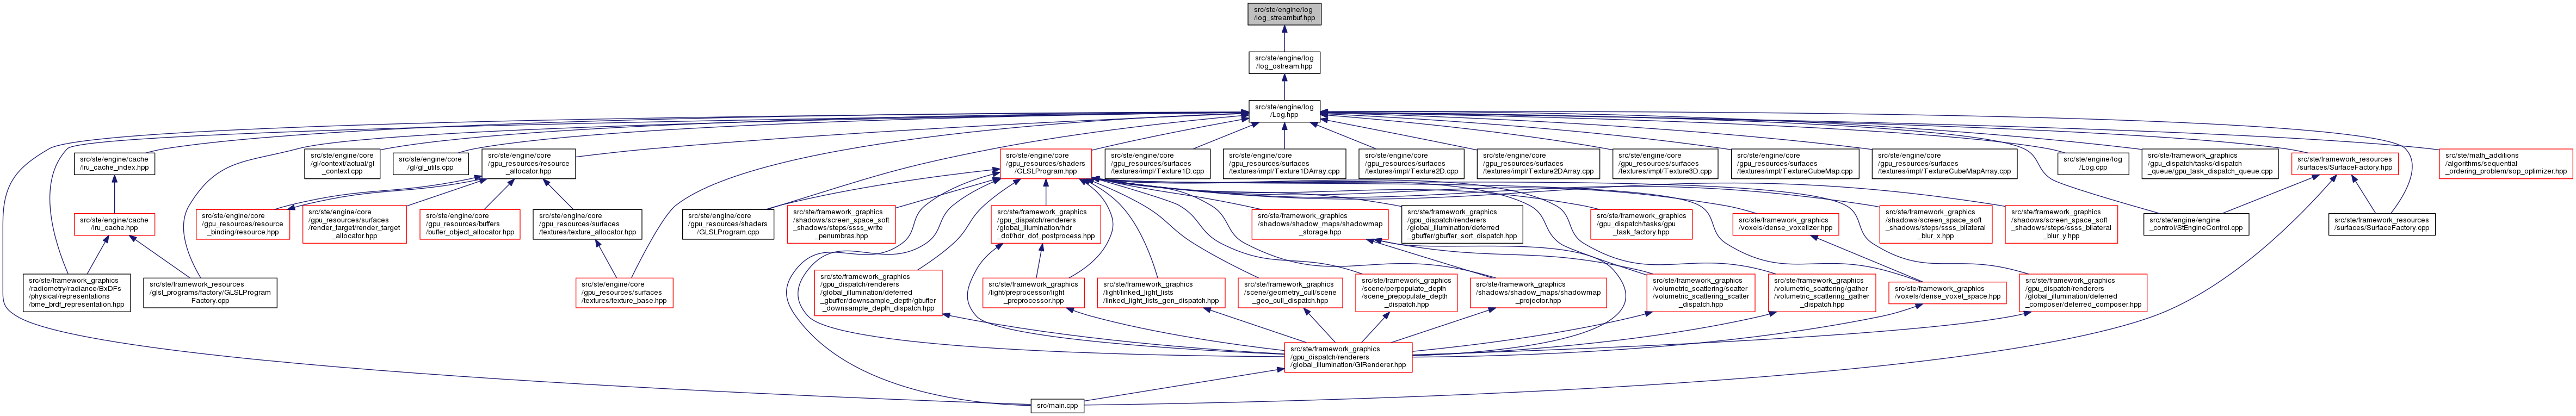 src/ste/engine/log
/log_streambuf.hpp
src/ste/engine/log
/log_ostream.hpp
src/ste/engine/log
/Log.hpp
src/ste/engine/cache
/lru_cache_index.hpp
src/ste/engine/core
/gl/context/actual/gl
_context.cpp
src/ste/engine/core
/gl/gl_utils.cpp
src/ste/engine/core
/gpu_resources/resource
_allocator.hpp
src/ste/engine/core
/gpu_resources/shaders
/GLSLProgram.hpp
src/ste/engine/core
/gpu_resources/surfaces
/textures/impl/Texture1D.cpp
src/ste/engine/core
/gpu_resources/surfaces
/textures/impl/Texture1DArray.cpp
src/ste/engine/core
/gpu_resources/surfaces
/textures/impl/Texture2D.cpp
src/ste/engine/core
/gpu_resources/surfaces
/textures/impl/Texture2DArray.cpp
src/ste/engine/core
/gpu_resources/surfaces
/textures/impl/Texture3D.cpp
src/ste/engine/core
/gpu_resources/surfaces
/textures/impl/TextureCubeMap.cpp
src/ste/engine/core
/gpu_resources/surfaces
/textures/impl/TextureCubeMapArray.cpp
src/ste/engine/log
/Log.cpp
src/ste/framework_graphics
/gpu_dispatch/tasks/dispatch
_queue/gpu_task_dispatch_queue.cpp
src/ste/framework_resources
/surfaces/SurfaceFactory.hpp
src/ste/math_additions
/algorithms/sequential
_ordering_problem/sop_optimizer.hpp
src/ste/engine/cache
/lru_cache.hpp
src/ste/engine/core
/gpu_resources/resource
_binding/resource.hpp
src/ste/engine/core
/gpu_resources/surfaces
/render_target/render_target
_allocator.hpp
src/ste/engine/core
/gpu_resources/buffers
/buffer_object_allocator.hpp
src/ste/engine/core
/gpu_resources/surfaces
/textures/texture_allocator.hpp
src/ste/engine/core
/gpu_resources/shaders
/GLSLProgram.cpp
src/ste/framework_graphics
/shadows/screen_space_soft
_shadows/steps/ssss_write
_penumbras.hpp
src/ste/framework_graphics
/gpu_dispatch/renderers
/global_illumination/hdr
_dof/hdr_dof_postprocess.hpp
src/ste/framework_graphics
/shadows/shadow_maps/shadowmap
_storage.hpp
src/ste/framework_graphics
/gpu_dispatch/renderers
/global_illumination/deferred
_gbuffer/gbuffer_sort_dispatch.hpp
src/ste/framework_graphics
/gpu_dispatch/tasks/gpu
_task_factory.hpp
src/ste/framework_graphics
/voxels/dense_voxelizer.hpp
src/ste/framework_graphics
/shadows/screen_space_soft
_shadows/steps/ssss_bilateral
_blur_x.hpp
src/ste/framework_graphics
/shadows/screen_space_soft
_shadows/steps/ssss_bilateral
_blur_y.hpp
src/ste/engine/engine
_control/StEngineControl.cpp
src/ste/framework_resources
/surfaces/SurfaceFactory.cpp
src/ste/framework_graphics
/radiometry/radiance/BxDFs
/physical/representations
/bme_brdf_representation.hpp
src/ste/framework_resources
/glsl_programs/factory/GLSLProgram
Factory.cpp
src/ste/engine/core
/gpu_resources/surfaces
/textures/texture_base.hpp
src/ste/framework_graphics
/gpu_dispatch/renderers
/global_illumination/deferred
_gbuffer/downsample_depth/gbuffer
_downsample_depth_dispatch.hpp
src/ste/framework_graphics
/light/preprocessor/light
_preprocessor.hpp
src/ste/framework_graphics
/light/linked_light_lists
/linked_light_lists_gen_dispatch.hpp
src/ste/framework_graphics
/scene/geometry_cull/scene
_geo_cull_dispatch.hpp
src/ste/framework_graphics
/scene/perpopulate_depth
/scene_prepopulate_depth
_dispatch.hpp
src/ste/framework_graphics
/shadows/shadow_maps/shadowmap
_projector.hpp
src/ste/framework_graphics
/volumetric_scattering/scatter
/volumetric_scattering_scatter
_dispatch.hpp
src/ste/framework_graphics
/volumetric_scattering/gather
/volumetric_scattering_gather
_dispatch.hpp
src/ste/framework_graphics
/voxels/dense_voxel_space.hpp
src/ste/framework_graphics
/gpu_dispatch/renderers
/global_illumination/deferred
_composer/deferred_composer.hpp
src/ste/framework_graphics
/gpu_dispatch/renderers
/global_illumination/GIRenderer.hpp
src/main.cpp